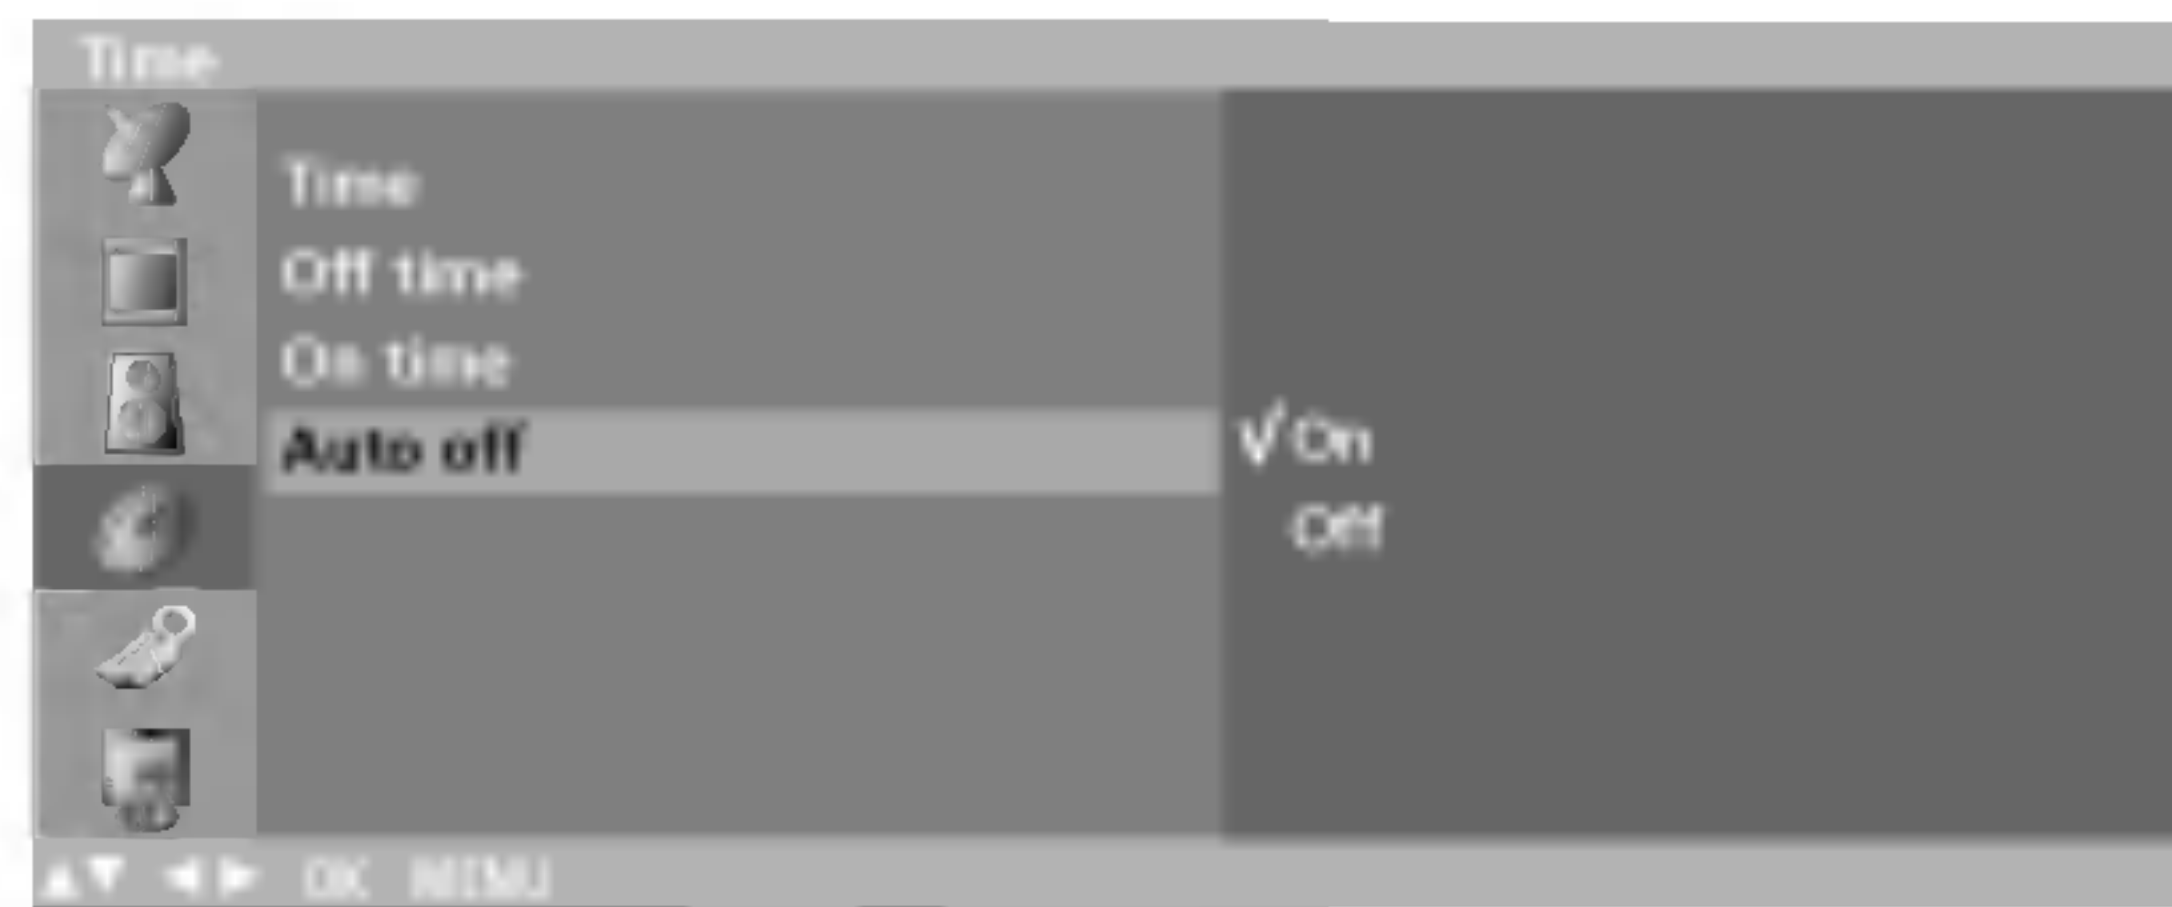 Time
Time
Off time
On time
Auto off
√ On
Off
▲▼ ◀▶ OK MENU